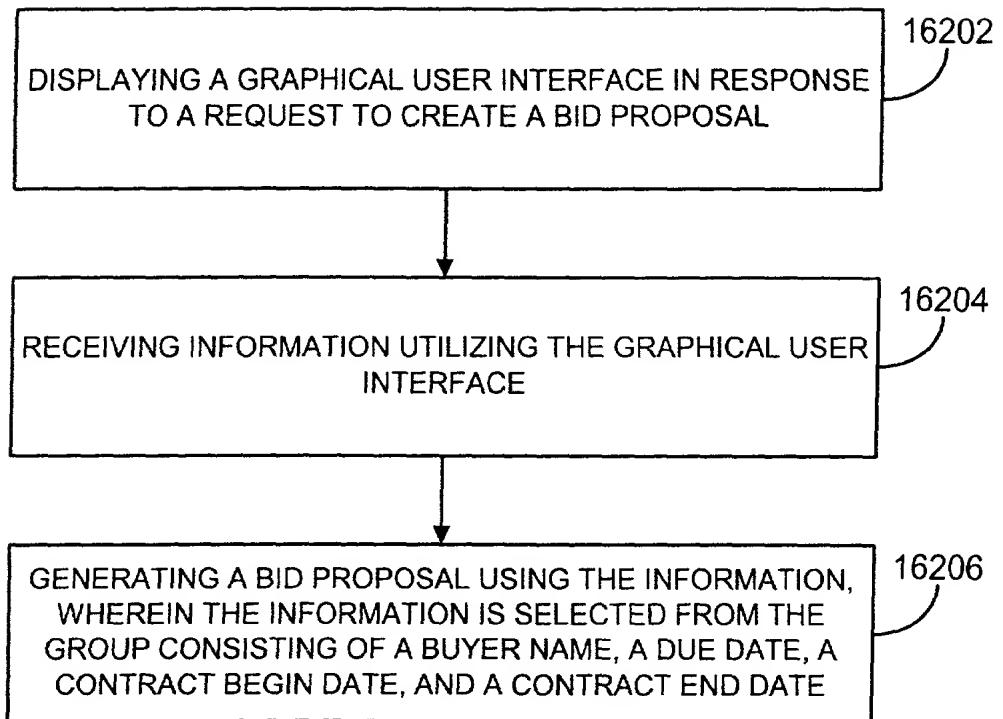 16202
DISPLAYING A GRAPHICAL USER INTERFACE IN RESPONSE
TO A REQUEST TO CREATE A BID PROPOSAL
16204
RECEIVING INFORMATION UTILIZING THE GRAPHICAL USER
INTERFACE
16206
GENERATING A BID PROPOSAL USING THE INFORMATION,
WHEREIN THE INFORMATION IS SELECTED FROM THE
GROUP CONSISTING OF A BUYER NAME, A DUE DATE, A
CONTRACT BEGIN DATE, AND A CONTRACT END DATE